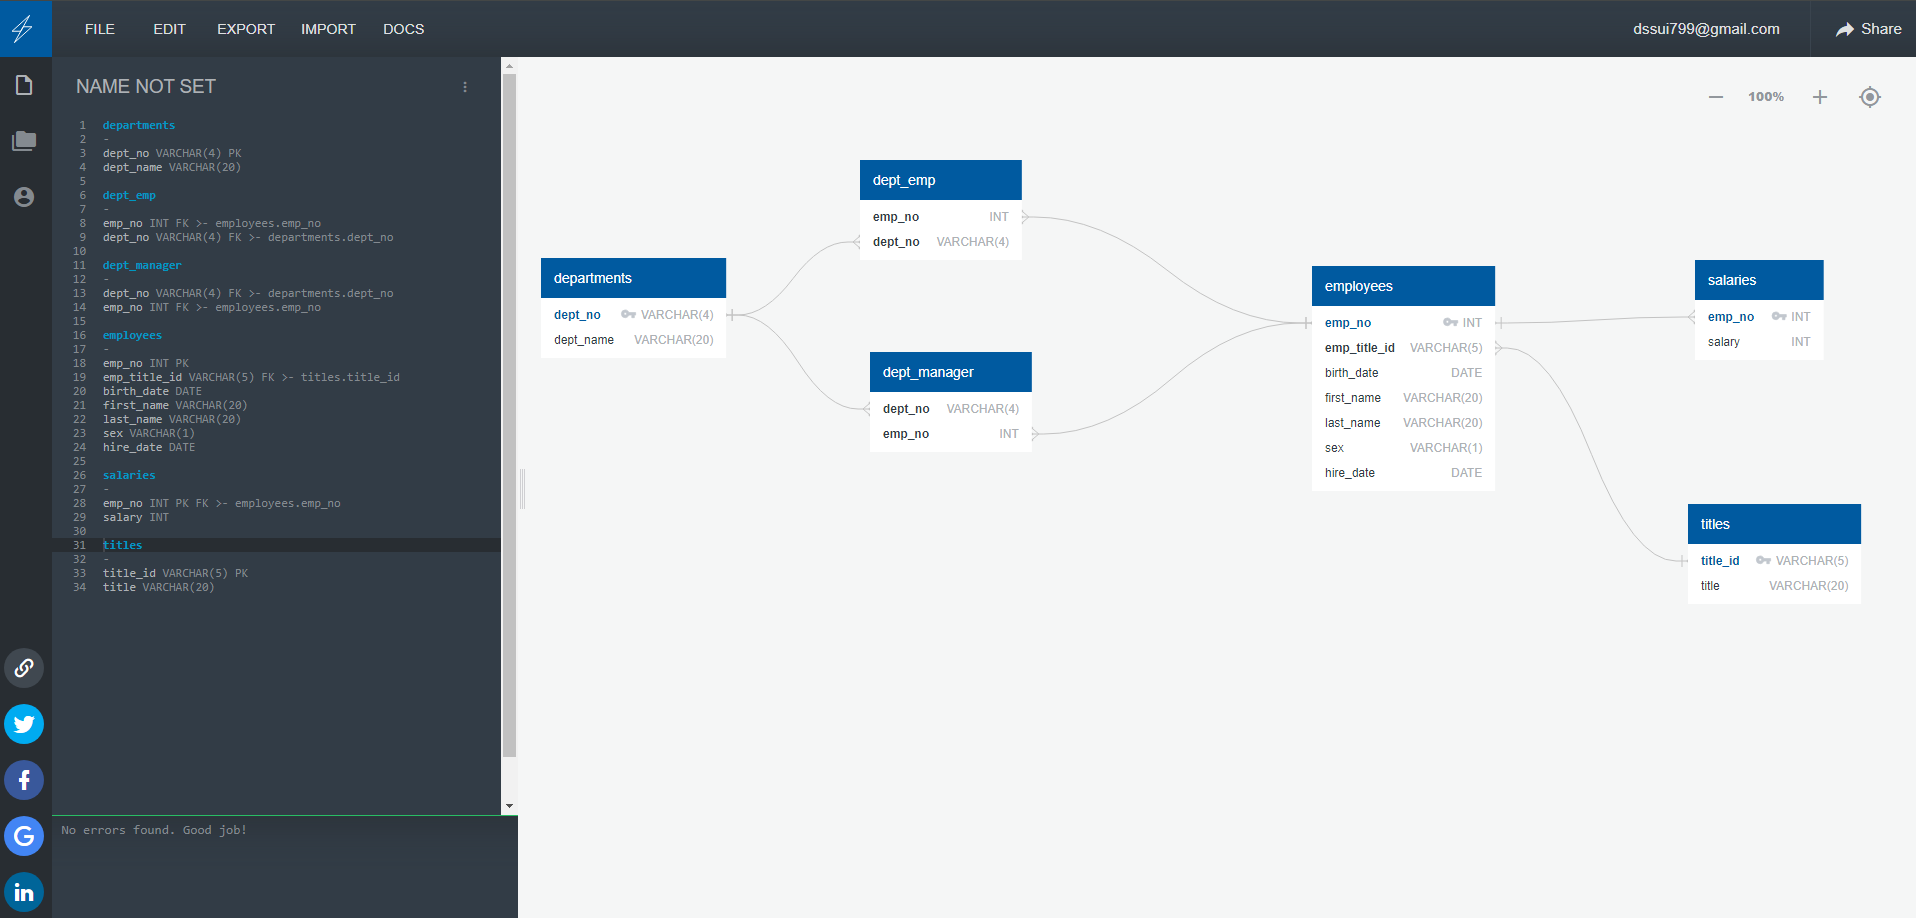 FILE EDIT EXPORT IMPORT DOCS
dssui799@gmail.com
Share
NAME NOT SET
1 departments
2 -
3 dept_no VARCHAR(4) PK
4 dept_name VARCHAR(20)
5
6 dept_emp
7 -
8 emp_no INT FK >- employees.emp_no
9 dept_no VARCHAR(4) FK >- departments.dept_no
10
11 dept_manager
12 -
13 dept_no VARCHAR(4) FK >- departments.dept_no
14 emp_no INT FK >- employees.emp_no
15
16 employees
17 -
18 emp_no INT PK
19 emp_title_id VARCHAR(5) FK >- titles.title_id
20 birth_date DATE
21 first_name VARCHAR(20)
22 last_name VARCHAR(20)
23 sex VARCHAR(1)
24 hire_date DATE
25
26 salaries
27 -
28 emp_no INT PK FK >- employees.emp_no
29 salary INT
30
31 titles
32 -
33 title_id VARCHAR(5) PK
34 title VARCHAR(20)
No errors found. Good job!
100%
departments
dept_no VARCHAR(4)
dept_name VARCHAR(20)
dept_emp
emp_no INT
dept_no VARCHAR(4)
dept_manager
dept_no VARCHAR(4)
emp_no INT
employees
emp_no INT
emp_title_id VARCHAR(5)
birth_date DATE
first_name VARCHAR(20)
last_name VARCHAR(20)
sex VARCHAR(1)
hire_date DATE
salaries
emp_no INT
salary INT
titles
title_id VARCHAR(5)
title VARCHAR(20)